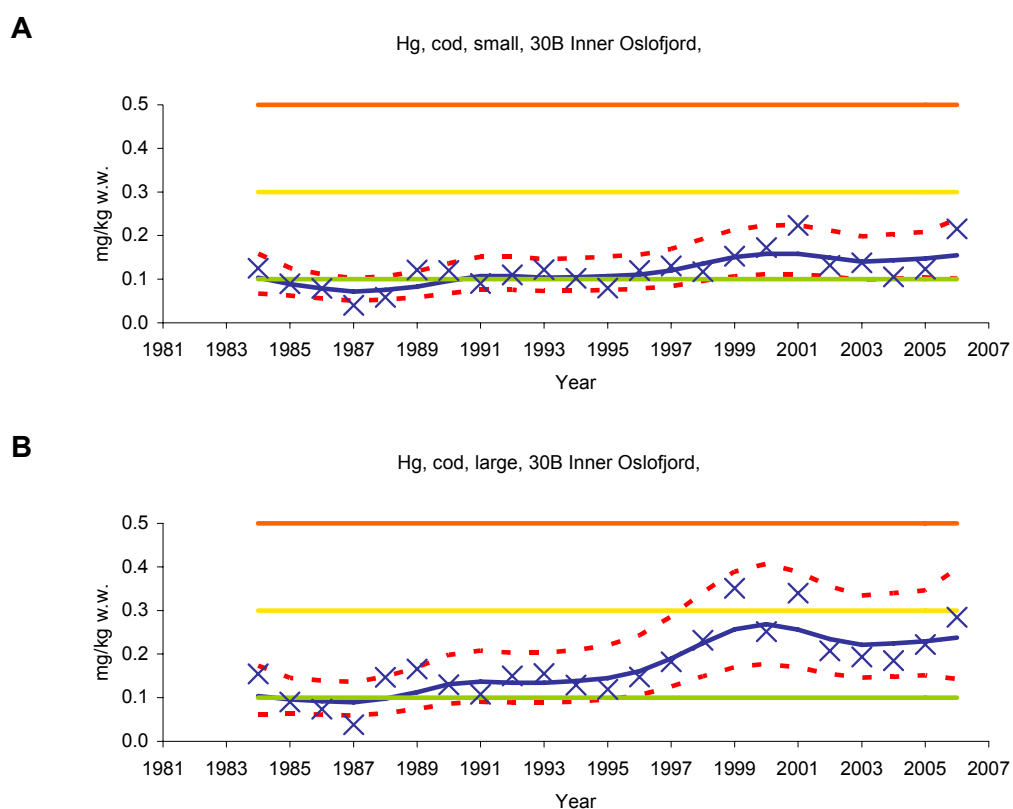 A
Hg, cod, small, 30B Inner Oslofjord,
0.5
0.4
0.3
0.2
0.1
0.0
mg/kg w.w.
1981 1983 1985 1987 1989 1991 1993 1995 1997 1999 2001 2003 2005 2007
Year
B
Hg, cod, large, 30B Inner Oslofjord,
0.5
0.4
0.3
0.2
0.1
0.0
mg/kg w.w.
1981 1983 1985 1987 1989 1991 1993 1995 1997 1999 2001 2003 2005 2007
Year